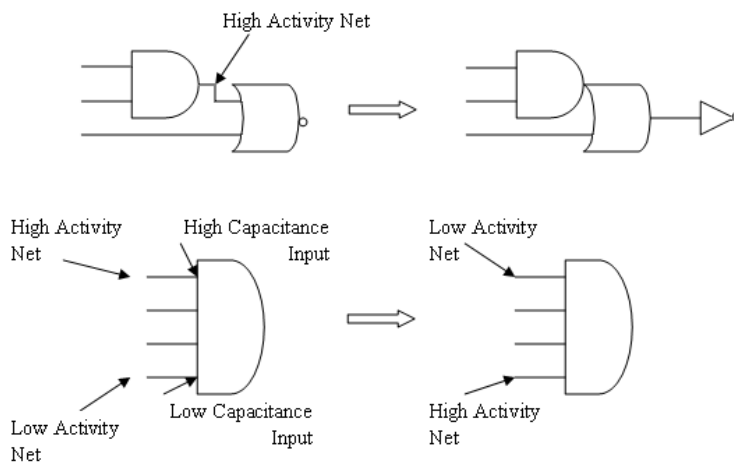 High Activity Net
High Activity
Net
High Capacitance
Input
Low Activity
Net
Low Activity
Net
Low Capacitance
Input
High Activity
Net